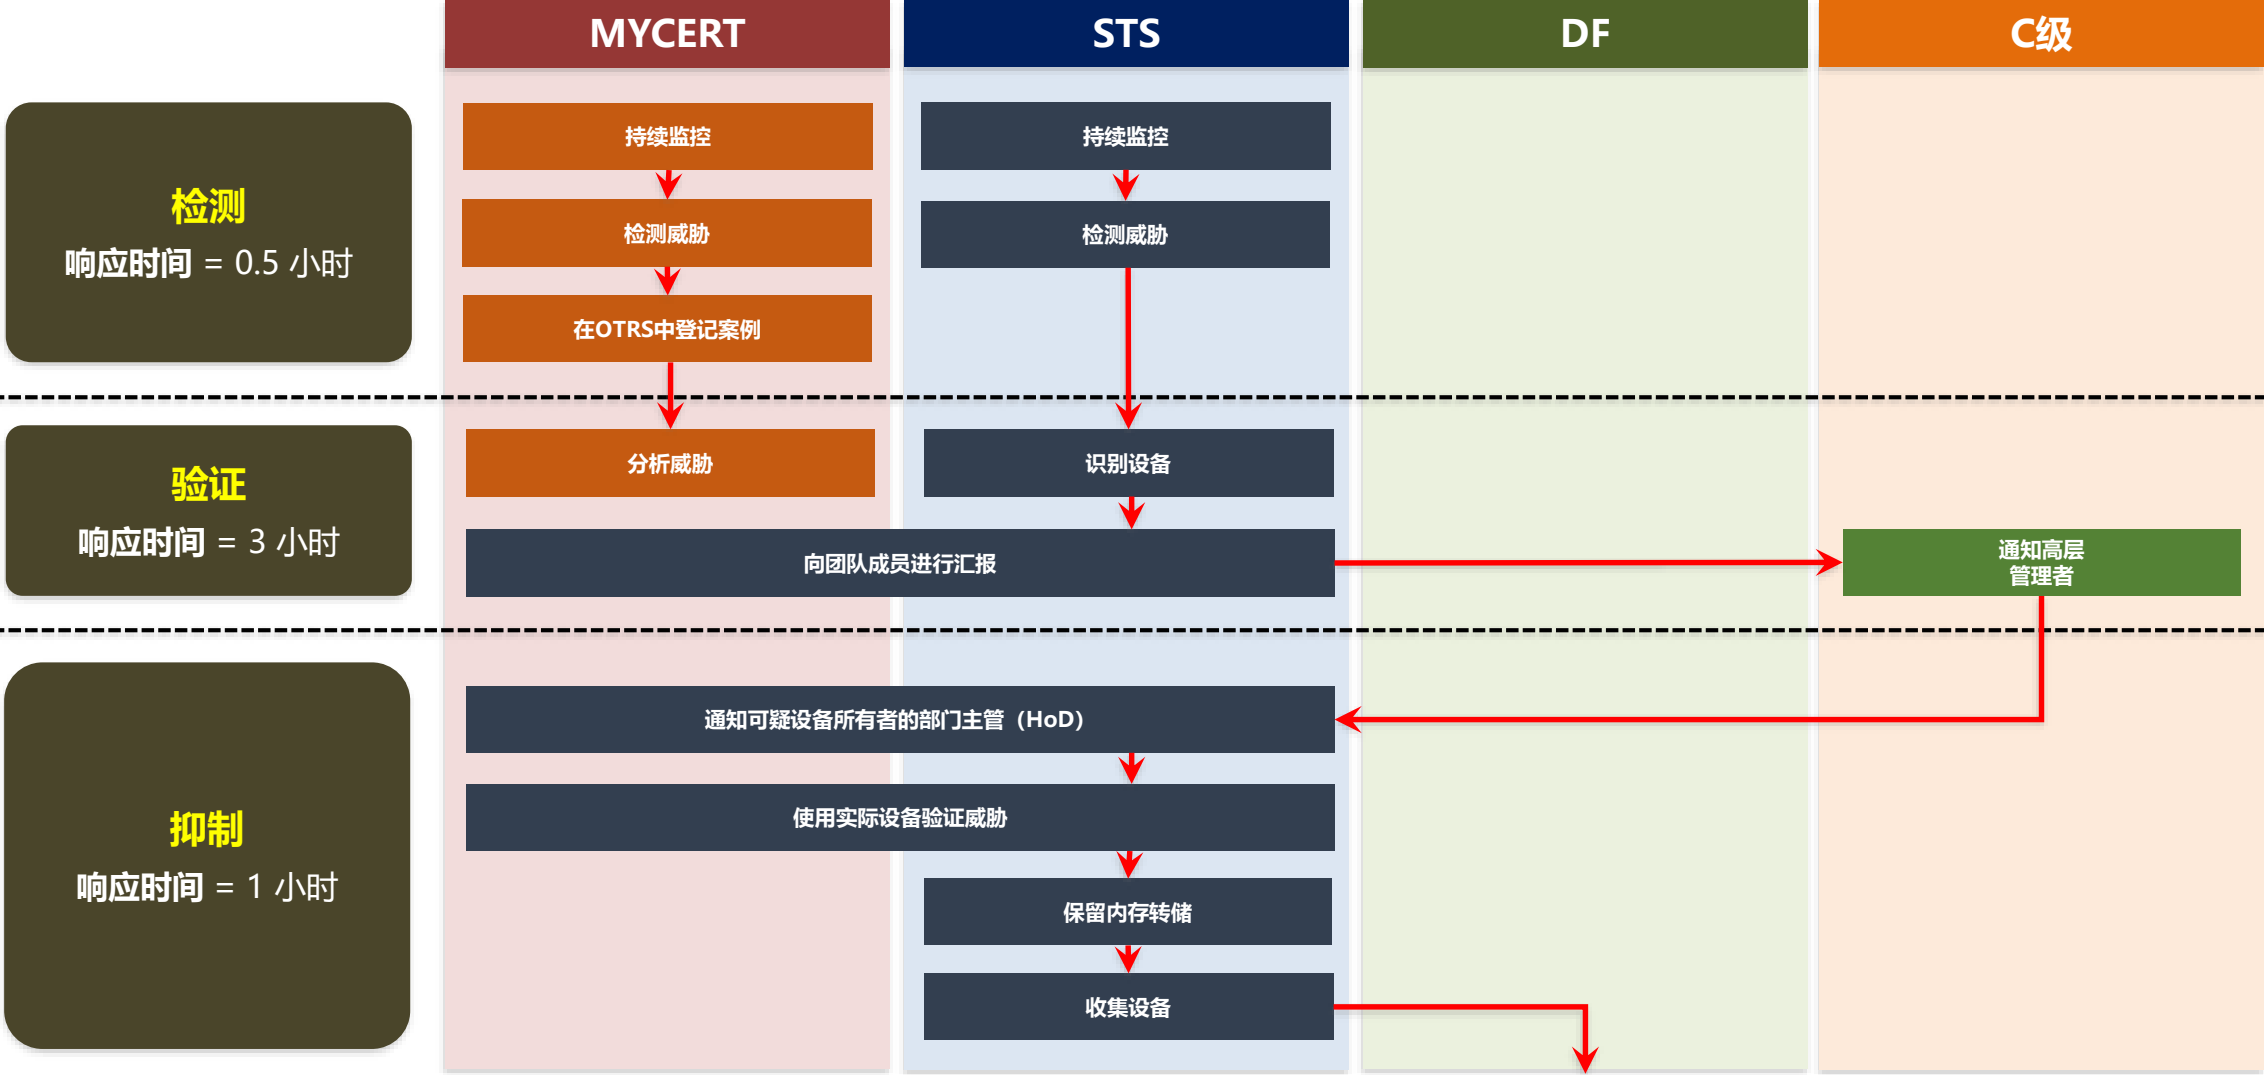 MYCERT
STS
DF
C级
检测
响应时间 = 0.5 小时
持续监控
持续监控
检测威胁
检测威胁
在OTRS中登记案例
验证
响应时间 = 3 小时
分析威胁
识别设备
向团队成员进行汇报
通知高层
管理者
抑制
响应时间 = 1 小时
通知可疑设备所有者的部门主管（HoD）
使用实际设备验证威胁
保留内存转储
收集设备